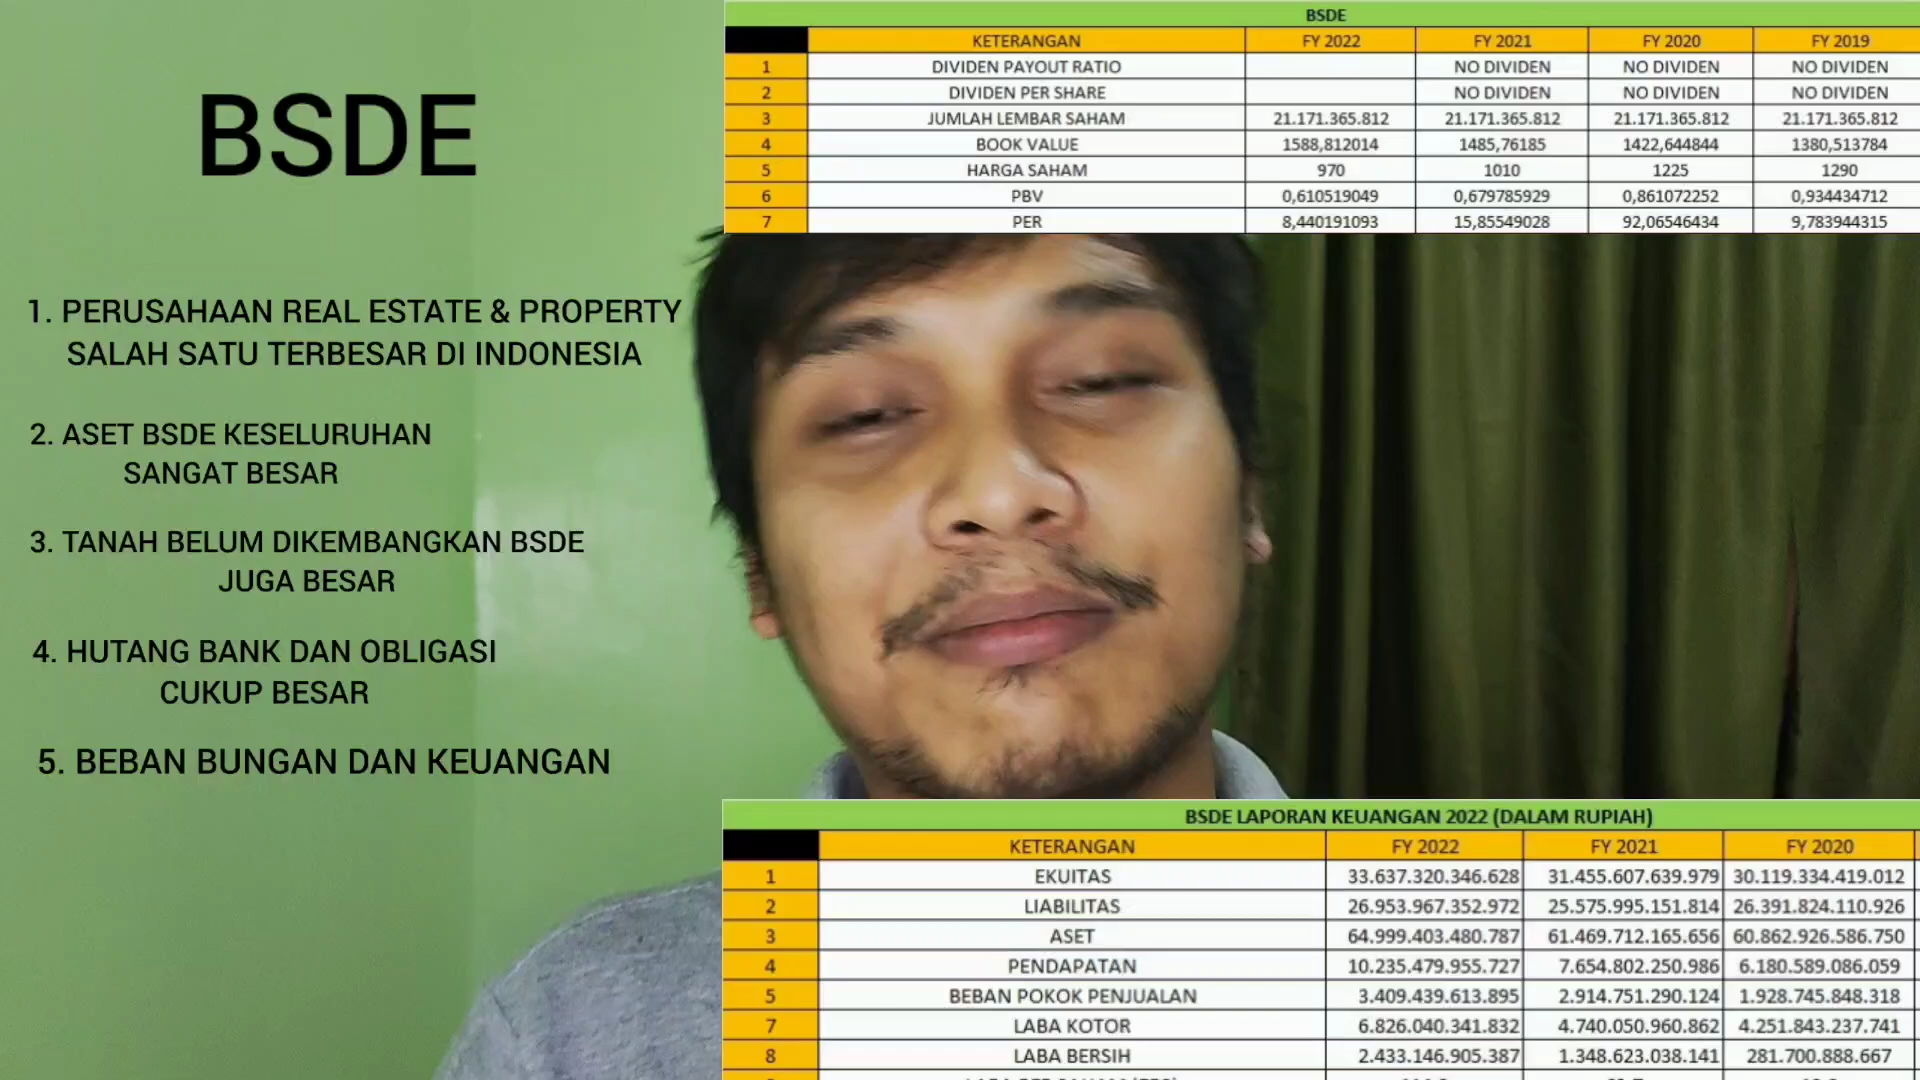 BSDE
1. PERUSAHAAN REAL ESTATE & PROPERTY
SALAH SATU TERBESAR DI INDONESIA
2. ASET BSDE KESELURUHAN
SANGAT BESAR
3. TANAH BELUM DIKEMBANGKAN BSDE
JUGA BESAR
4. HUTANG BANK DAN OBLIGASI
CUKUP BESAR
5. BEBAN BUNGAN DAN KEUANGAN
BSDE
KETERANGAN FY 2022 FY 2021 FY 2020 FY 2019
1 DIVIDEN PAYOUT RATIO NO DIVIDEN NO DIVIDEN NO DIVIDEN
2 DIVIDEN PER SHARE NO DIVIDEN NO DIVIDEN NO DIVIDEN
3 JUMLAH LEMBAR SAHAM 21.171.365.812 21.171.365.812 21.171.365.812 21.171.365.812
4 BOOK VALUE 1588,812014 1485,76185 1422,644844 1380,513784
5 HARGA SAHAM 970 1010 1225 1290
6 PBV 0,610519049 0,679785929 0,861072252 0,934434712
7 PER 8,440191093 15,85549028 92,06546434 9,783944315
BSDE LAPORAN KEUANGAN 2022 (DALAM RUPIAH)
KETERANGAN FY 2022 FY 2021 FY 2020
1 EKUITAS 33.637.320.346.628 31.455.607.639.979 30.119.334.419.012
2 LIABILITAS 26.953.967.352.972 25.575.995.151.814 26.391.824.110.926
3 ASET 64.999.403.480.787 61.469.712.165.656 60.862.926.586.750
4 PENDAPATAN 10.235.479.955.727 7.654.802.250.986 6.180.589.086.059
5 BEBAN POKOK PENJUALAN 3.409.439.613.895 2.914.751.290.124 1.928.745.848.318
7 LABA KOTOR 6.826.040.341.832 4.740.050.960.862 4.251.843.237.741
8 LABA BERSIH 2.433.146.905.387 1.348.623.038.141 281.700.888.667